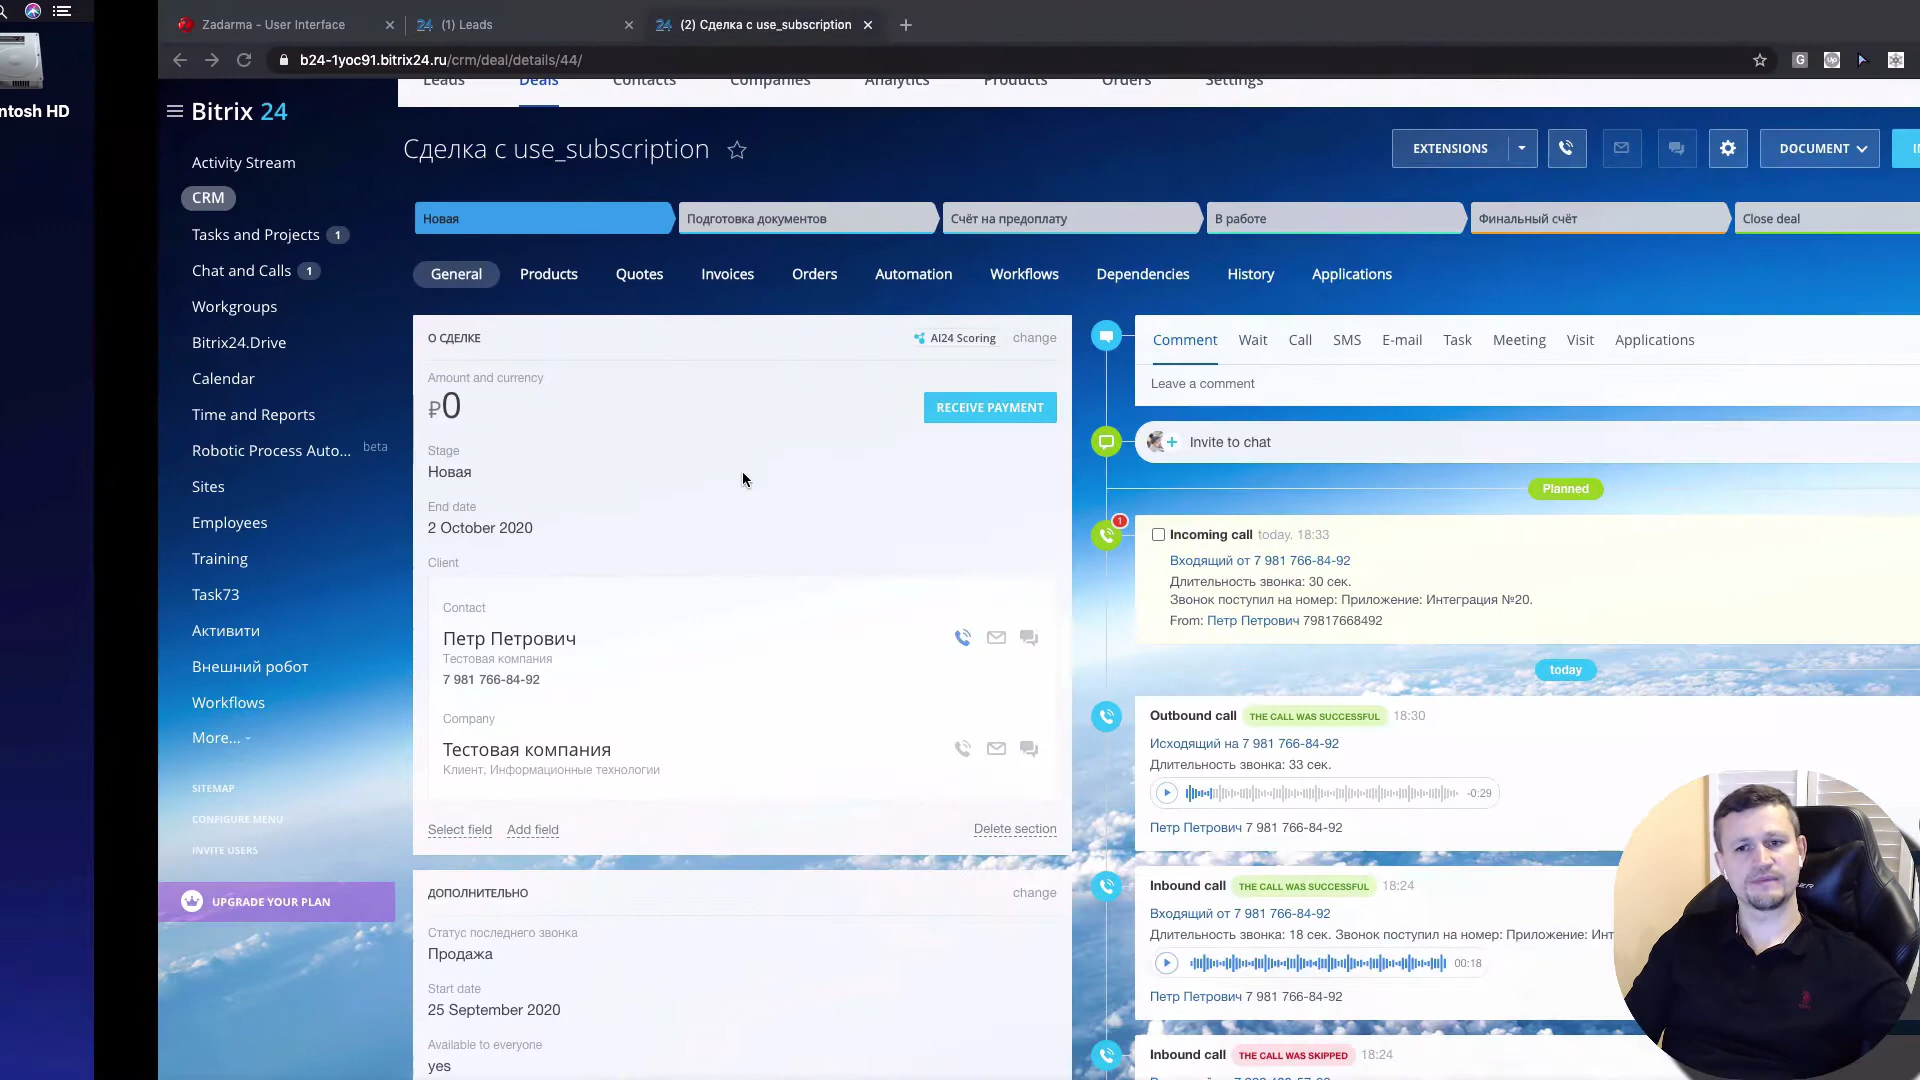 Zadarma - User Interface
24 (1) Leads
24 (2) Сделка с use_subscription
b24-1yoc91.bitrix24.ru/crm/deal/details/44/
G
Up
ntosh HD
Leads
Deals
Contacts
Companies
Analytics
Products
Orders
Settings
Bitrix 24
Activity Stream
CRM
Tasks and Projects 1
Chat and Calls 1
Workgroups
Bitrix24.Drive
Calendar
Time and Reports
Robotic Process Auto... beta
Sites
Employees
Training
Task73
Активити
Внешний робот
Workflows
More...
SITEMAP
CONFIGURE MENU
INVITE USERS
UPGRADE YOUR PLAN
Сделка с use_subscription
EXTENSIONS
DOCUMENT
Новая
Подготовка документов
Счёт на предоплату
В работе
Финальный счёт
Close deal
General
Products
Quotes
Invoices
Orders
Automation
Workflows
Dependencies
History
Applications
О СДЕЛКЕ
AI24 Scoring
change
Amount and currency
₽0
RECEIVE PAYMENT
Stage
Новая
End date
2 October 2020
Client
Contact
Петр Петрович
Тестовая компания
7 981 766-84-92
Company
Тестовая компания
Клиент, Информационные технологии
Select field
Add field
Delete section
ДОПОЛНИТЕЛЬНО
change
Статус последнего звонка
Продажа
Start date
25 September 2020
Available to everyone
yes
Comment
Wait
Call
SMS
E-mail
Task
Meeting
Visit
Applications
Leave a comment
Invite to chat
Planned
1
Incoming call today, 18:33
Входящий от 7 981 766-84-92
Длительность звонка: 30 сек.
Звонок поступил на номер: Приложение: Интеграция №20.
From: Петр Петрович 79817668492
today
Outbound call THE CALL WAS SUCCESSFUL 18:30
Исходящий на 7 981 766-84-92
Длительность звонка: 33 сек.
-0:29
Петр Петрович 7 981 766-84-92
Inbound call THE CALL WAS SUCCESSFUL 18:24
Входящий от 7 981 766-84-92
Длительность звонка: 18 сек. Звонок поступил на номер: Приложение: Инт
00:18
Петр Петрович 7 981 766-84-92
Inbound call THE CALL WAS SKIPPED 18:24